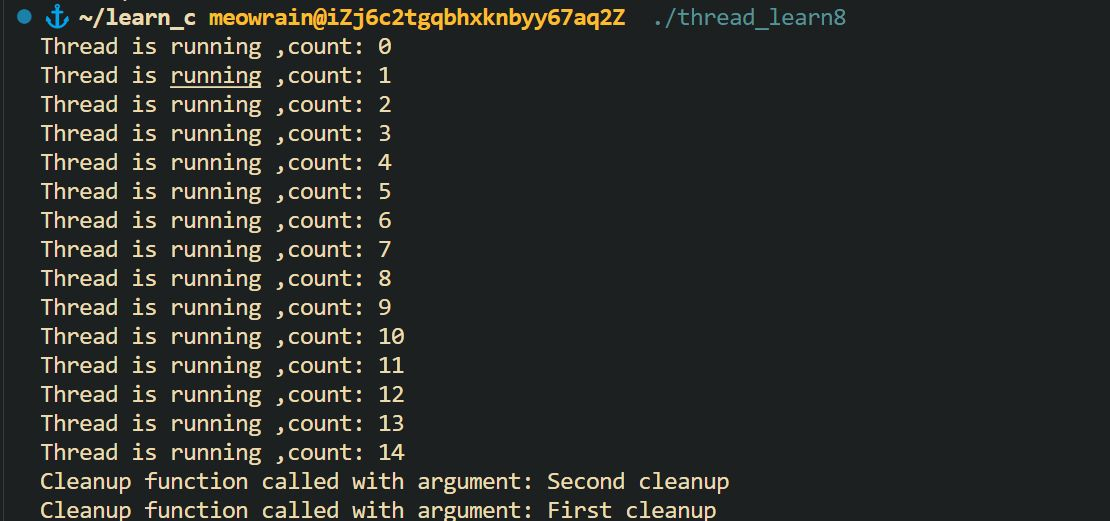 ~/learn_c meowrain@iZj6c2tgqbhxknbyy67aq2Z ./thread_learn8
Thread is running ,count: 0
Thread is running ,count: 1
Thread is running ,count: 2
Thread is running ,count: 3
Thread is running ,count: 4
Thread is running ,count: 5
Thread is running ,count: 6
Thread is running ,count: 7
Thread is running ,count: 8
Thread is running ,count: 9
Thread is running ,count: 10
Thread is running ,count: 11
Thread is running ,count: 12
Thread is running ,count: 13
Thread is running ,count: 14
Cleanup function called with argument: Second cleanup
Cleanup function called with argument: First cleanup